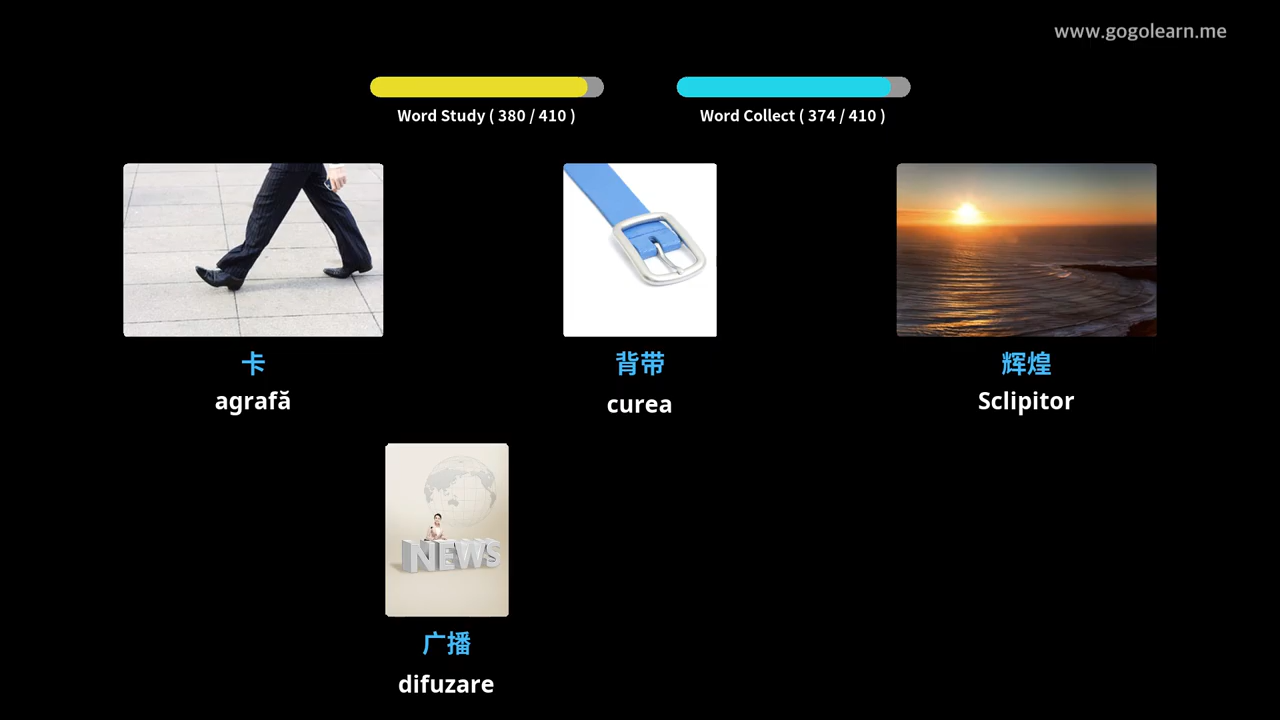 www.gogolearn.me
Word Study ( 380 / 410 )
Word Collect ( 374 / 410 )
卡
agrafă
背带
curea
辉煌
Sclipitor
NEWS
广播
difuzare